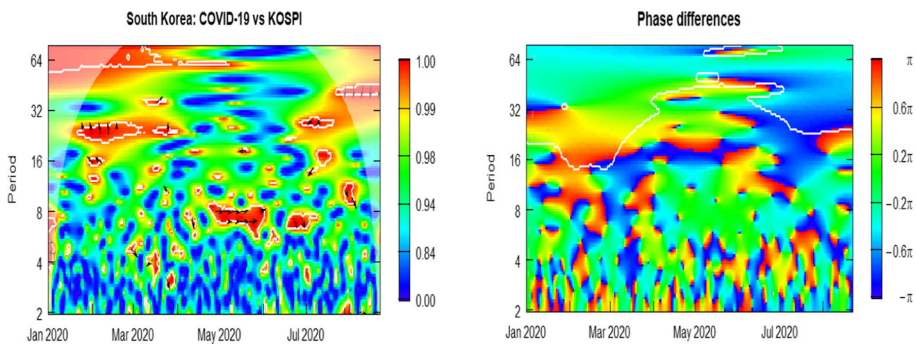 South Korea: COVID-19 vs KOSPI
Period
64
32
16
8
4
2
Jan 2020
Mar 2020
May 2020
Jul 2020
1.00
0.99
0.98
0.94
0.84
0.00
Phase differences
Period
64
32
16
8
4
2
Jan 2020
Mar 2020
May 2020
Jul 2020
π
0.6π
0.2π
−0.2π
−0.6π
−π